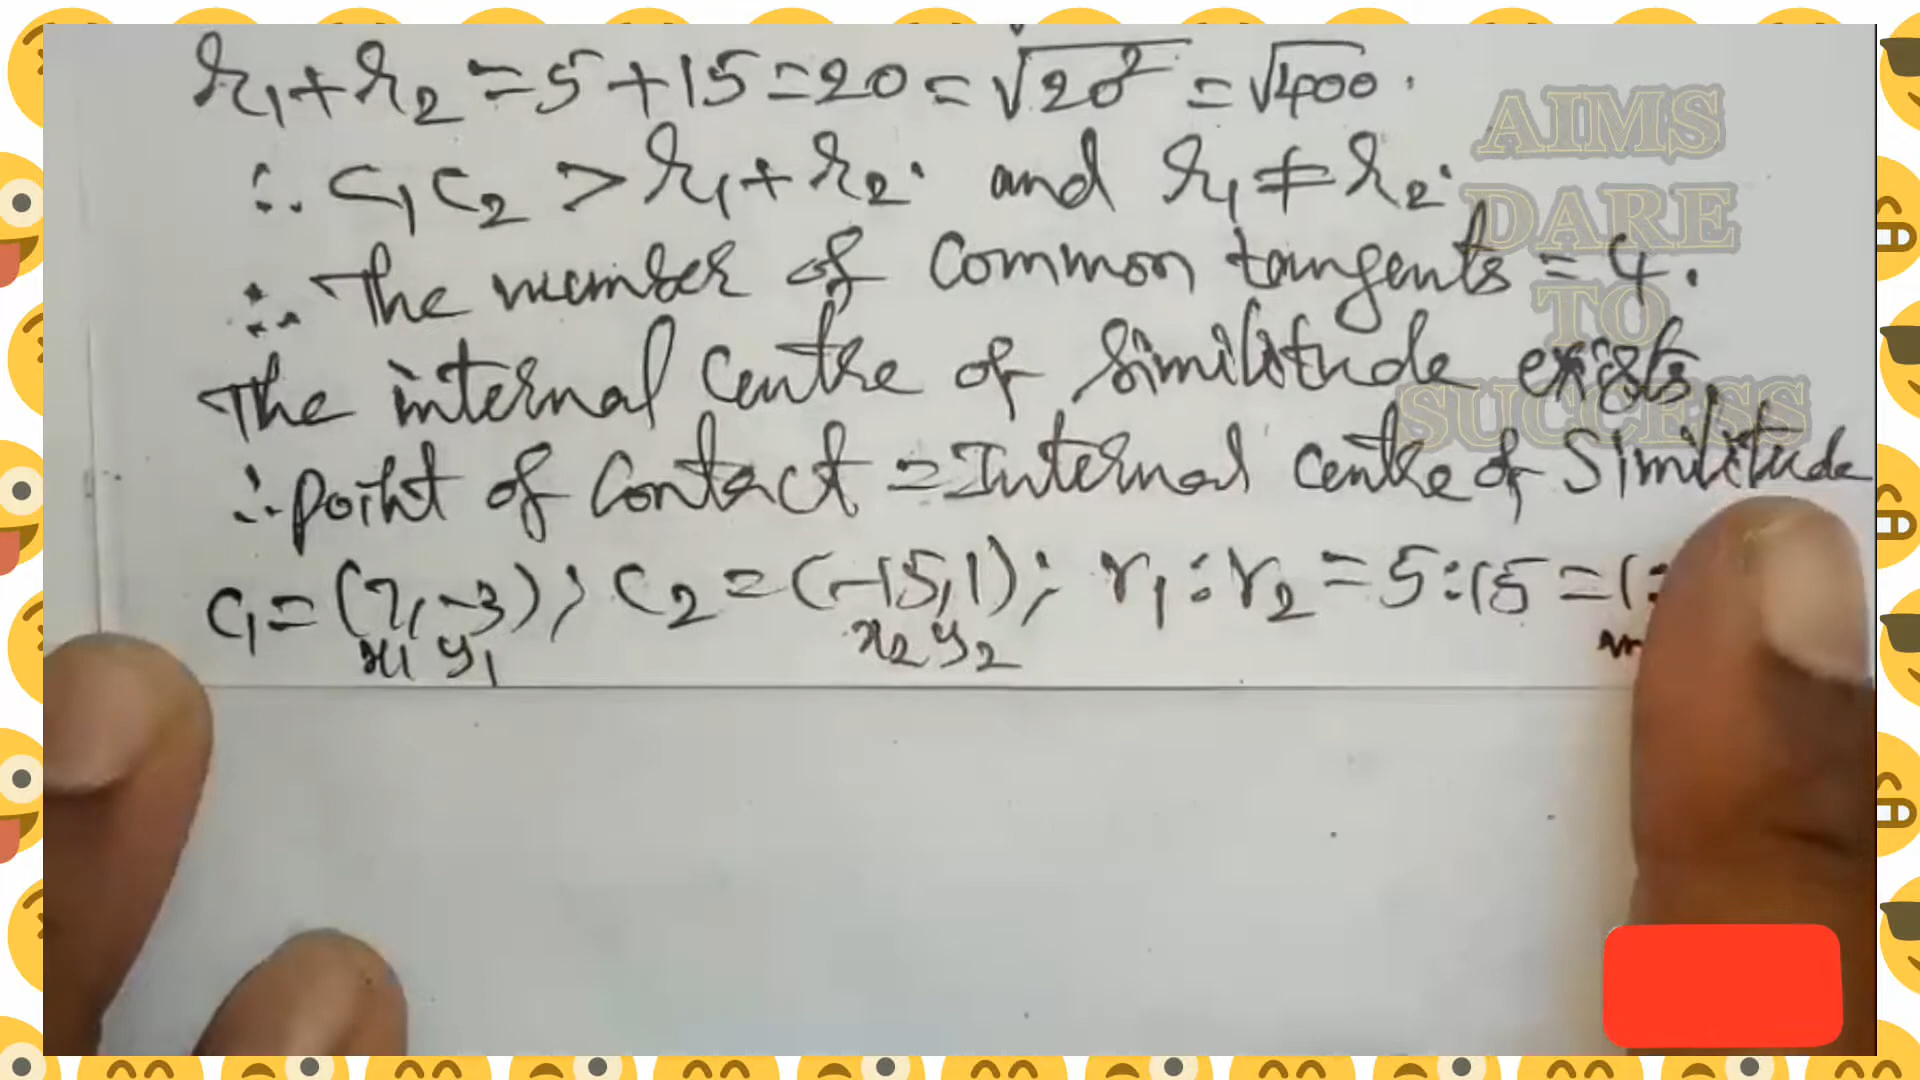 r₁+r₂ = 5+15 = 20 = √20² = √400.
∴ C₁C₂ > r₁+r₂. and r₁ ≠ r₂.
∴ The number of common tangents = 4.
The internal centre of similitude exists.
∴ point of contact = Internal centre of similitude
C₁ = (7,-3); C₂ = (-15,1); r₁:r₂ = 5:15 = 1:
x₁ y₁ x₂ y₂ m
AIMS
DARE
TO
SUCCESS